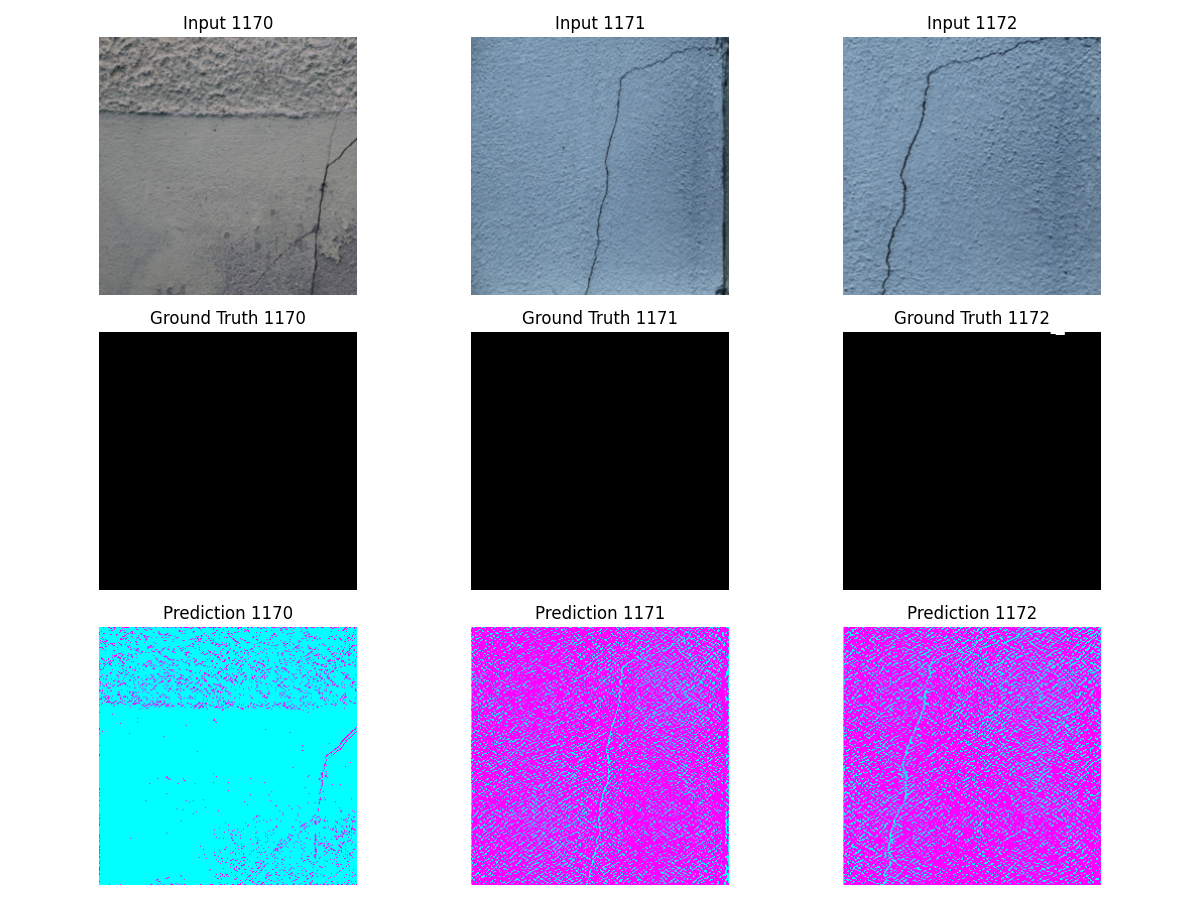 Input 1170
Input 1171
Input 1172
Ground Truth 1170
Ground Truth 1171
Ground Truth 1172
Prediction 1170
Prediction 1171
Prediction 1172